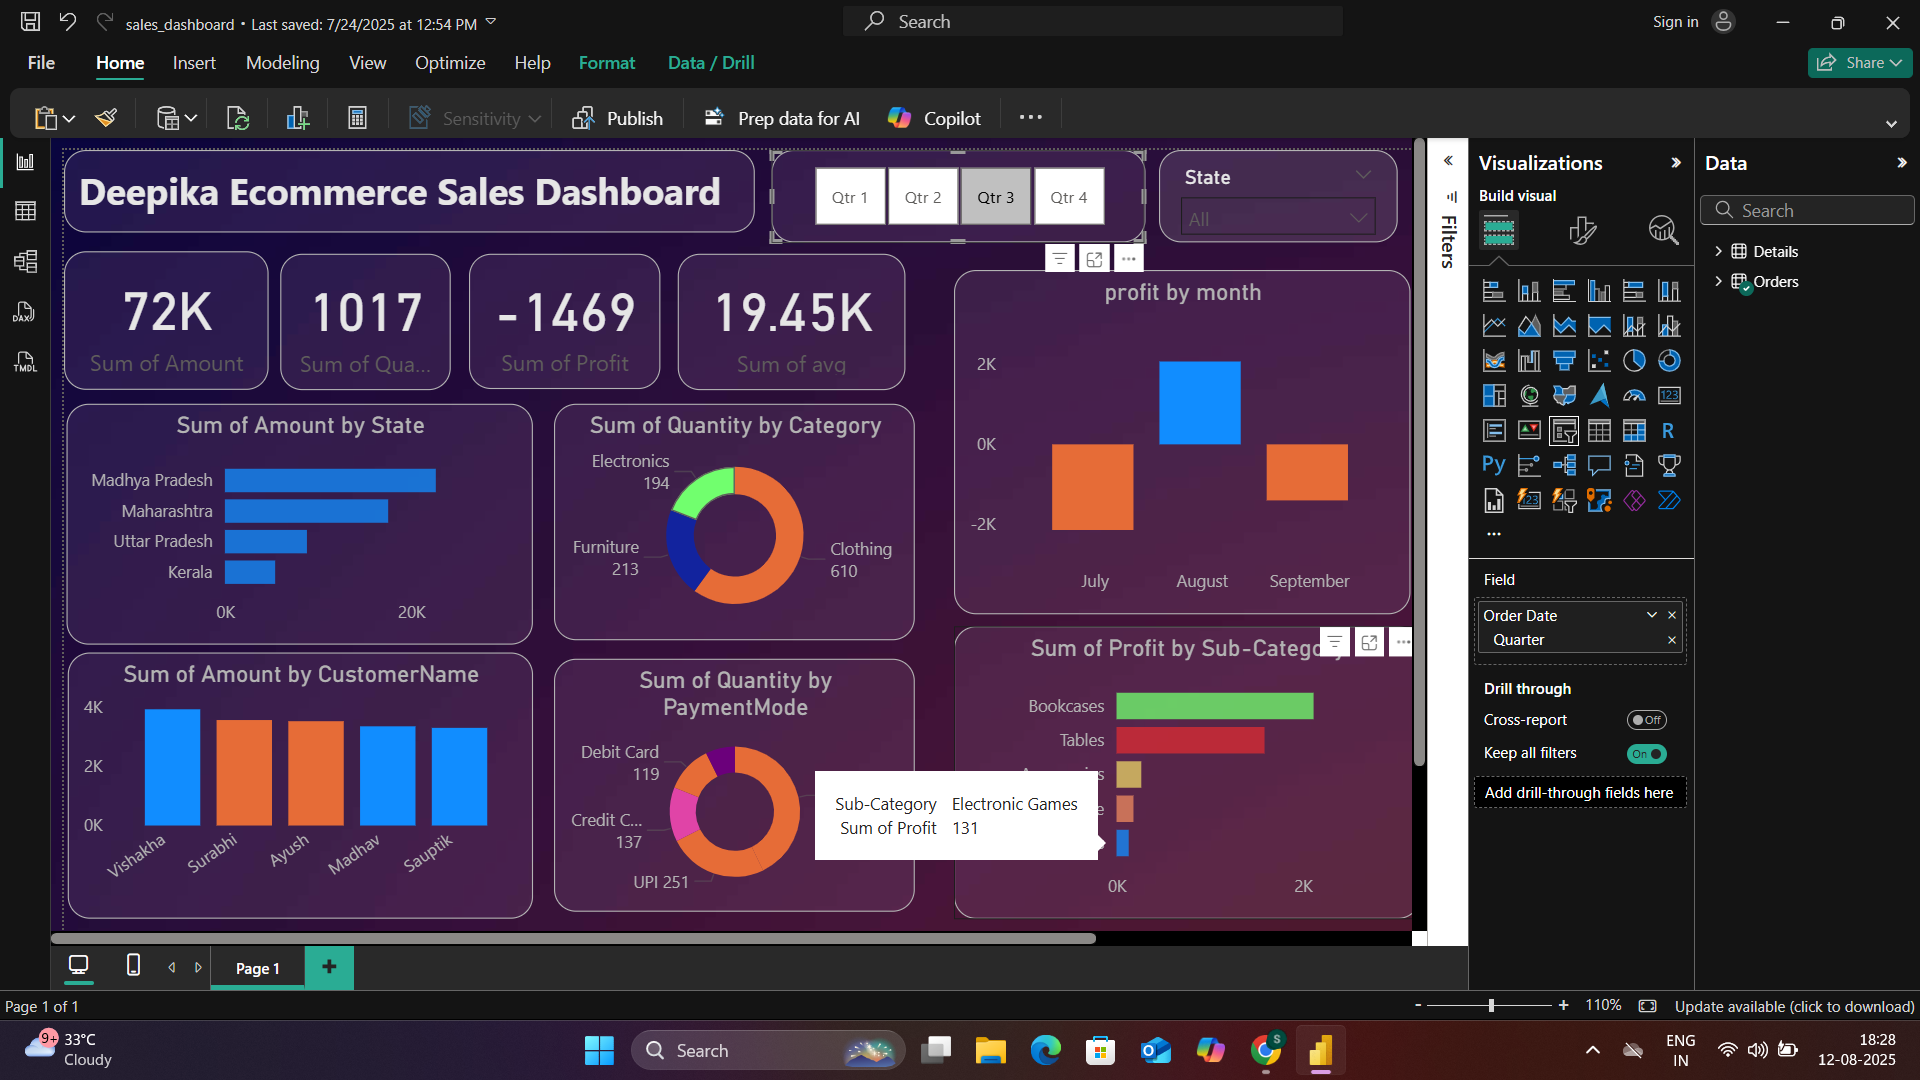 sales_dashboard • Last saved: 7/24/2025 at 12:54 PM
Search
Sign in
File Home Insert Modeling View Optimize Help Format Data / Drill
Share
Sensitivity
Publish
Prep data for AI
Copilot
Deepika Ecommerce Sales Dashboard
Qtr 1 Qtr 2 Qtr 3 Qtr 4
State
All
72K
Sum of Amount
1017
Sum of Qua...
-1469
Sum of Profit
19.45K
Sum of avg
profit by month
2K
0K
-2K
July August September
Sum of Amount by State
Madhya Pradesh
Maharashtra
Uttar Pradesh
Kerala
0K 20K
Sum of Quantity by Category
Electronics
194
Furniture
213
Clothing
610
Sum of Amount by CustomerName
4K
2K
0K
Vishakha Surabhi Ayush Madhav Sauptik
Sum of Quantity by
PaymentMode
Debit Card
119
Credit C...
137
UPI 251
Sum of Profit by Sub-Catego
Bookcases
Tables
0K 2K
Sub-Category Electronic Games
Sum of Profit 131
Filters
Visualizations
Build visual
123
R
Py
123
Field
Order Date
Quarter
Drill through
Cross-report
Off
Keep all filters
On
Add drill-through fields here
Data
Search
Details
Orders
DAX
TMDL
Page 1
Page 1 of 1
- + 110%
Update available (click to download)
9+
33°C
Cloudy
Search
S
ENG
IN
18:28
12-08-2025